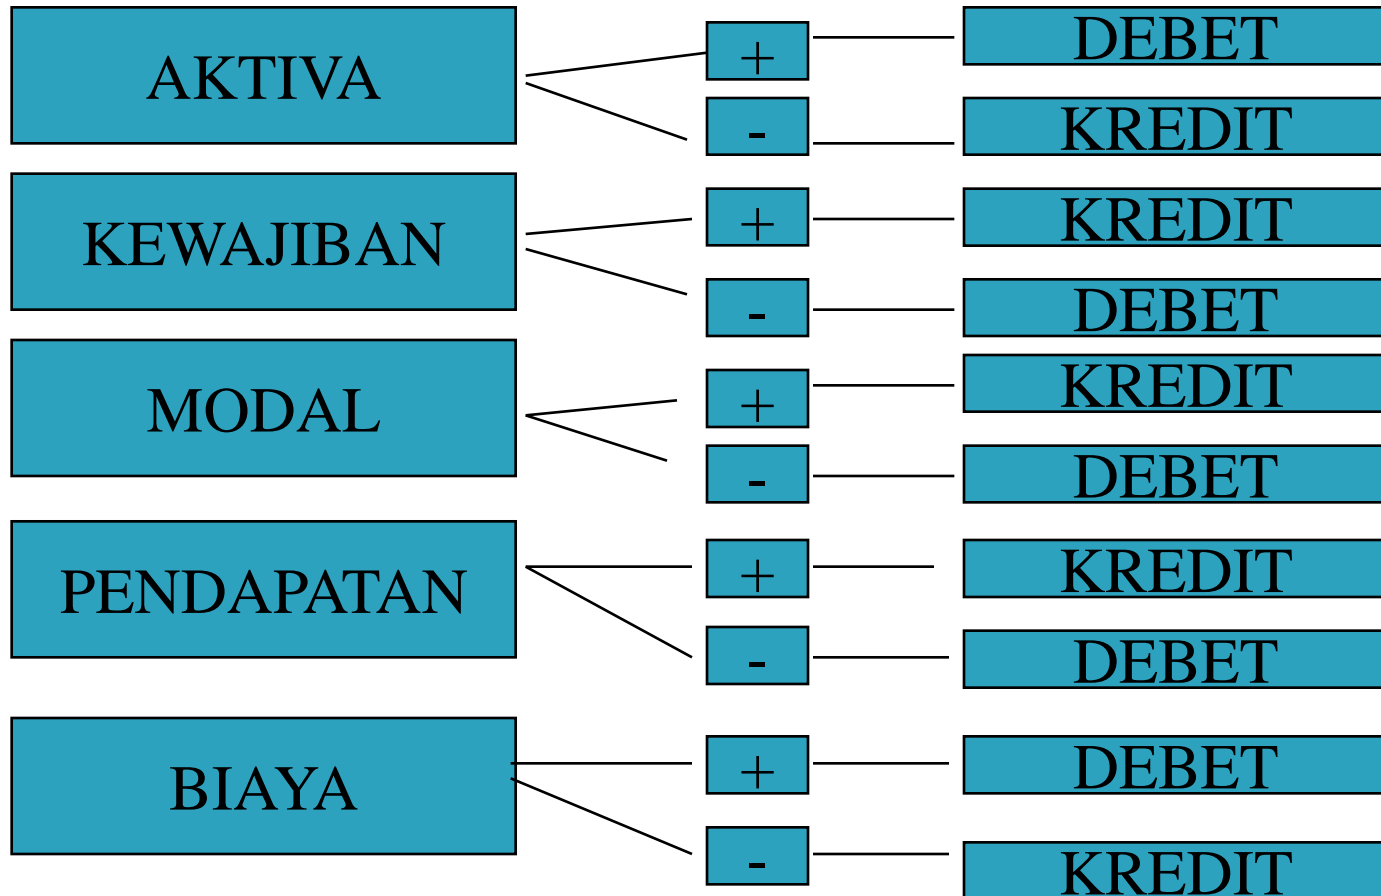 AKTIVA
+
DEBET
-
KREDIT
KEWAJIBAN
+
KREDIT
-
DEBET
MODAL
+
KREDIT
-
DEBET
PENDAPATAN
+
KREDIT
-
DEBET
BIAYA
+
DEBET
-
KREDIT